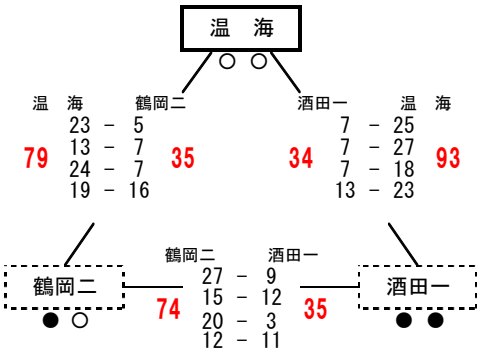 温 海
○ ○
温 海 鶴岡二
23 - 5
13 - 7
24 - 7
19 - 16
79 35
酒田一 温 海
7 - 25
7 - 27
7 - 18
13 - 23
34 93
鶴岡二 酒田一
27 - 9
15 - 12
20 - 3
12 - 11
74 35
鶴岡二
● ○
酒田一
● ●